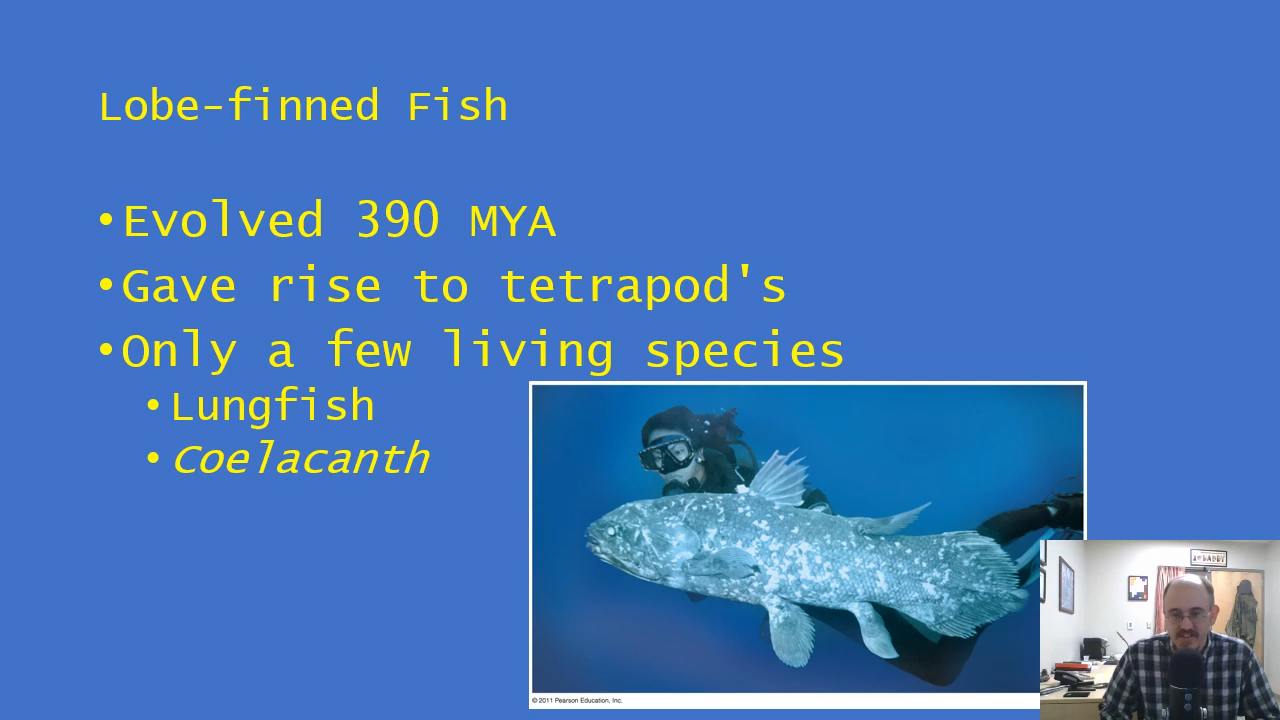 Lobe-finned Fish
•Evolved 390 MYA
•Gave rise to tetrapod's
•Only a few living species
•Lungfish
•Coelacanth
© 2011 Pearson Education, Inc.